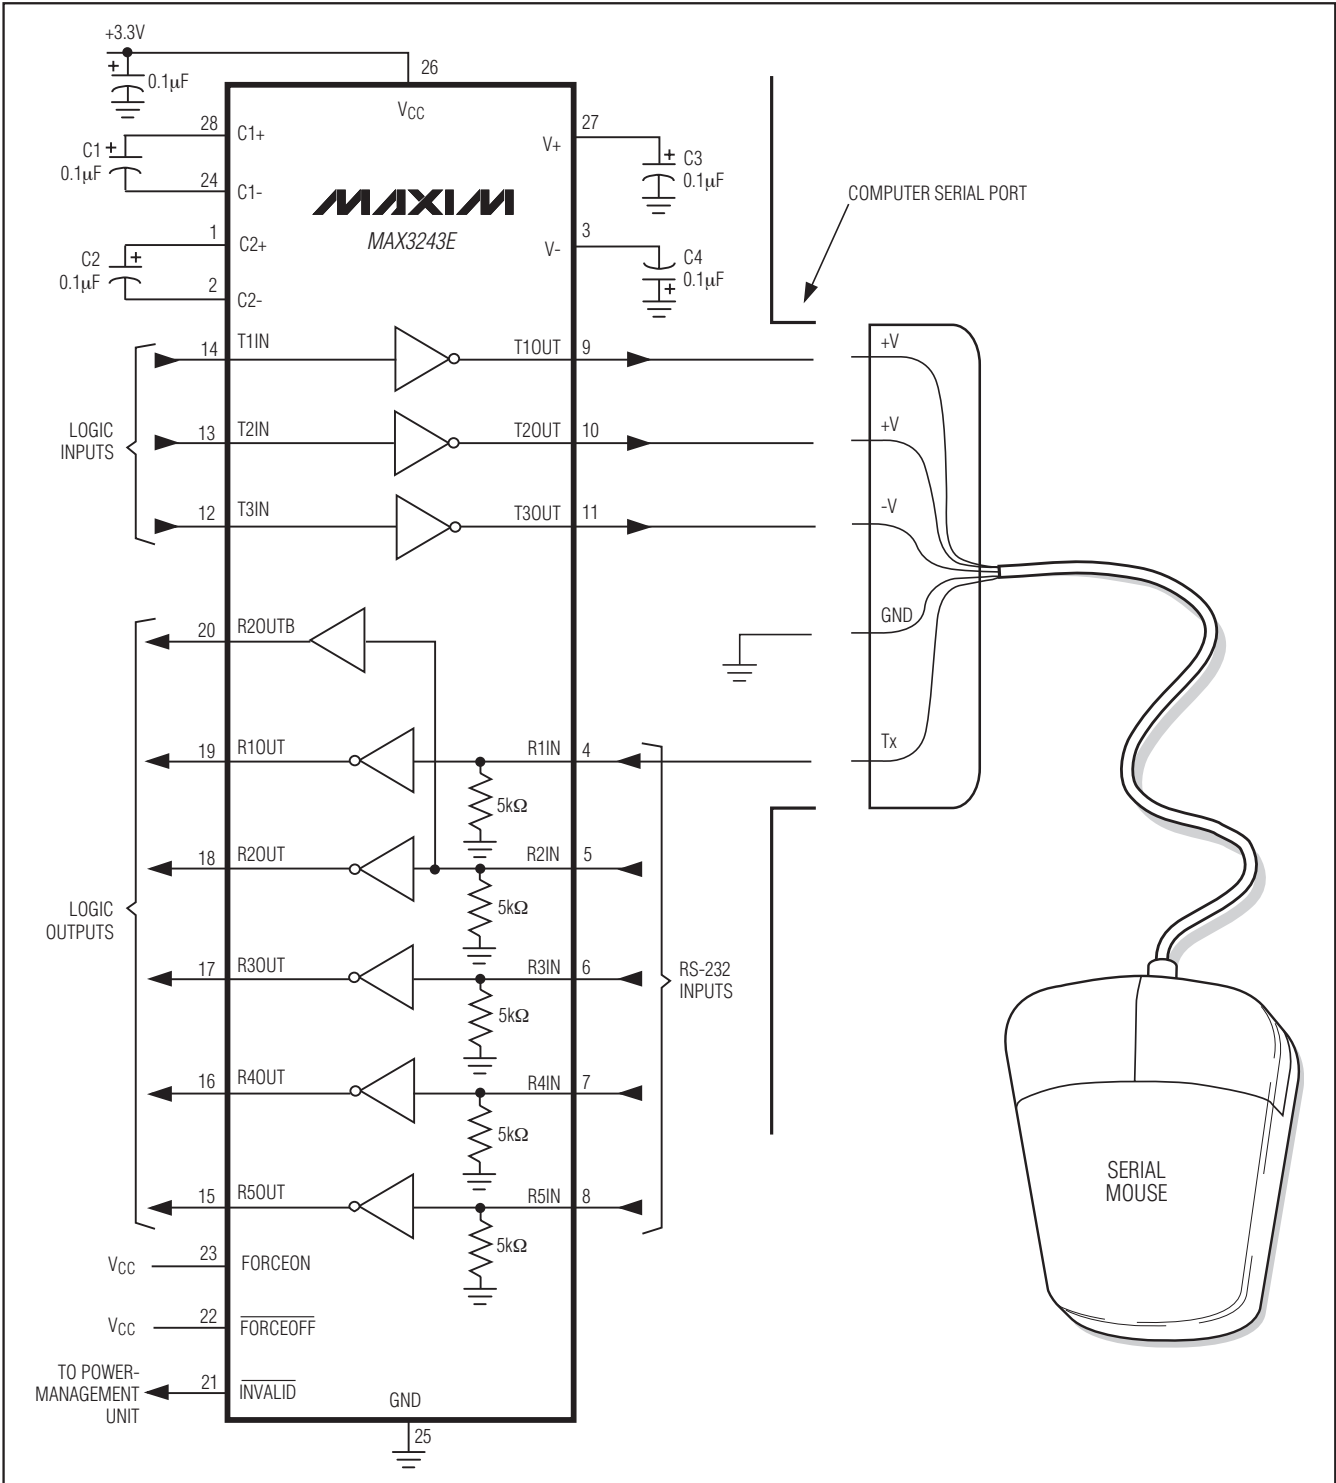 +3.3V
0.1µF
26
VCC
28
C1+
C1
+
0.1µF
24
C1-
1
C2+
C2
+
0.1µF
2
C2-
27
V+
+
C3
0.1µF
3
V-
C4
0.1µF
+
+
MAXIM
MAX3243E
COMPUTER SERIAL PORT
LOGIC
INPUTS
14
T1IN
T1OUT
9
13
T2IN
T2OUT
10
12
T3IN
T3OUT
11
+V
+V
-V
GND
Tx
LOGIC
OUTPUTS
20
R2OUTB
19
R1OUT
R1IN
4
5kΩ
18
R2OUT
R2IN
5
5kΩ
17
R3OUT
R3IN
6
5kΩ
16
R4OUT
R4IN
7
5kΩ
15
R5OUT
R5IN
8
5kΩ
RS-232
INPUTS
SERIAL
MOUSE
VCC
23
FORCEON
VCC
22
FORCEOFF
TO POWER-
MANAGEMENT
UNIT
21
INVALID
GND
25